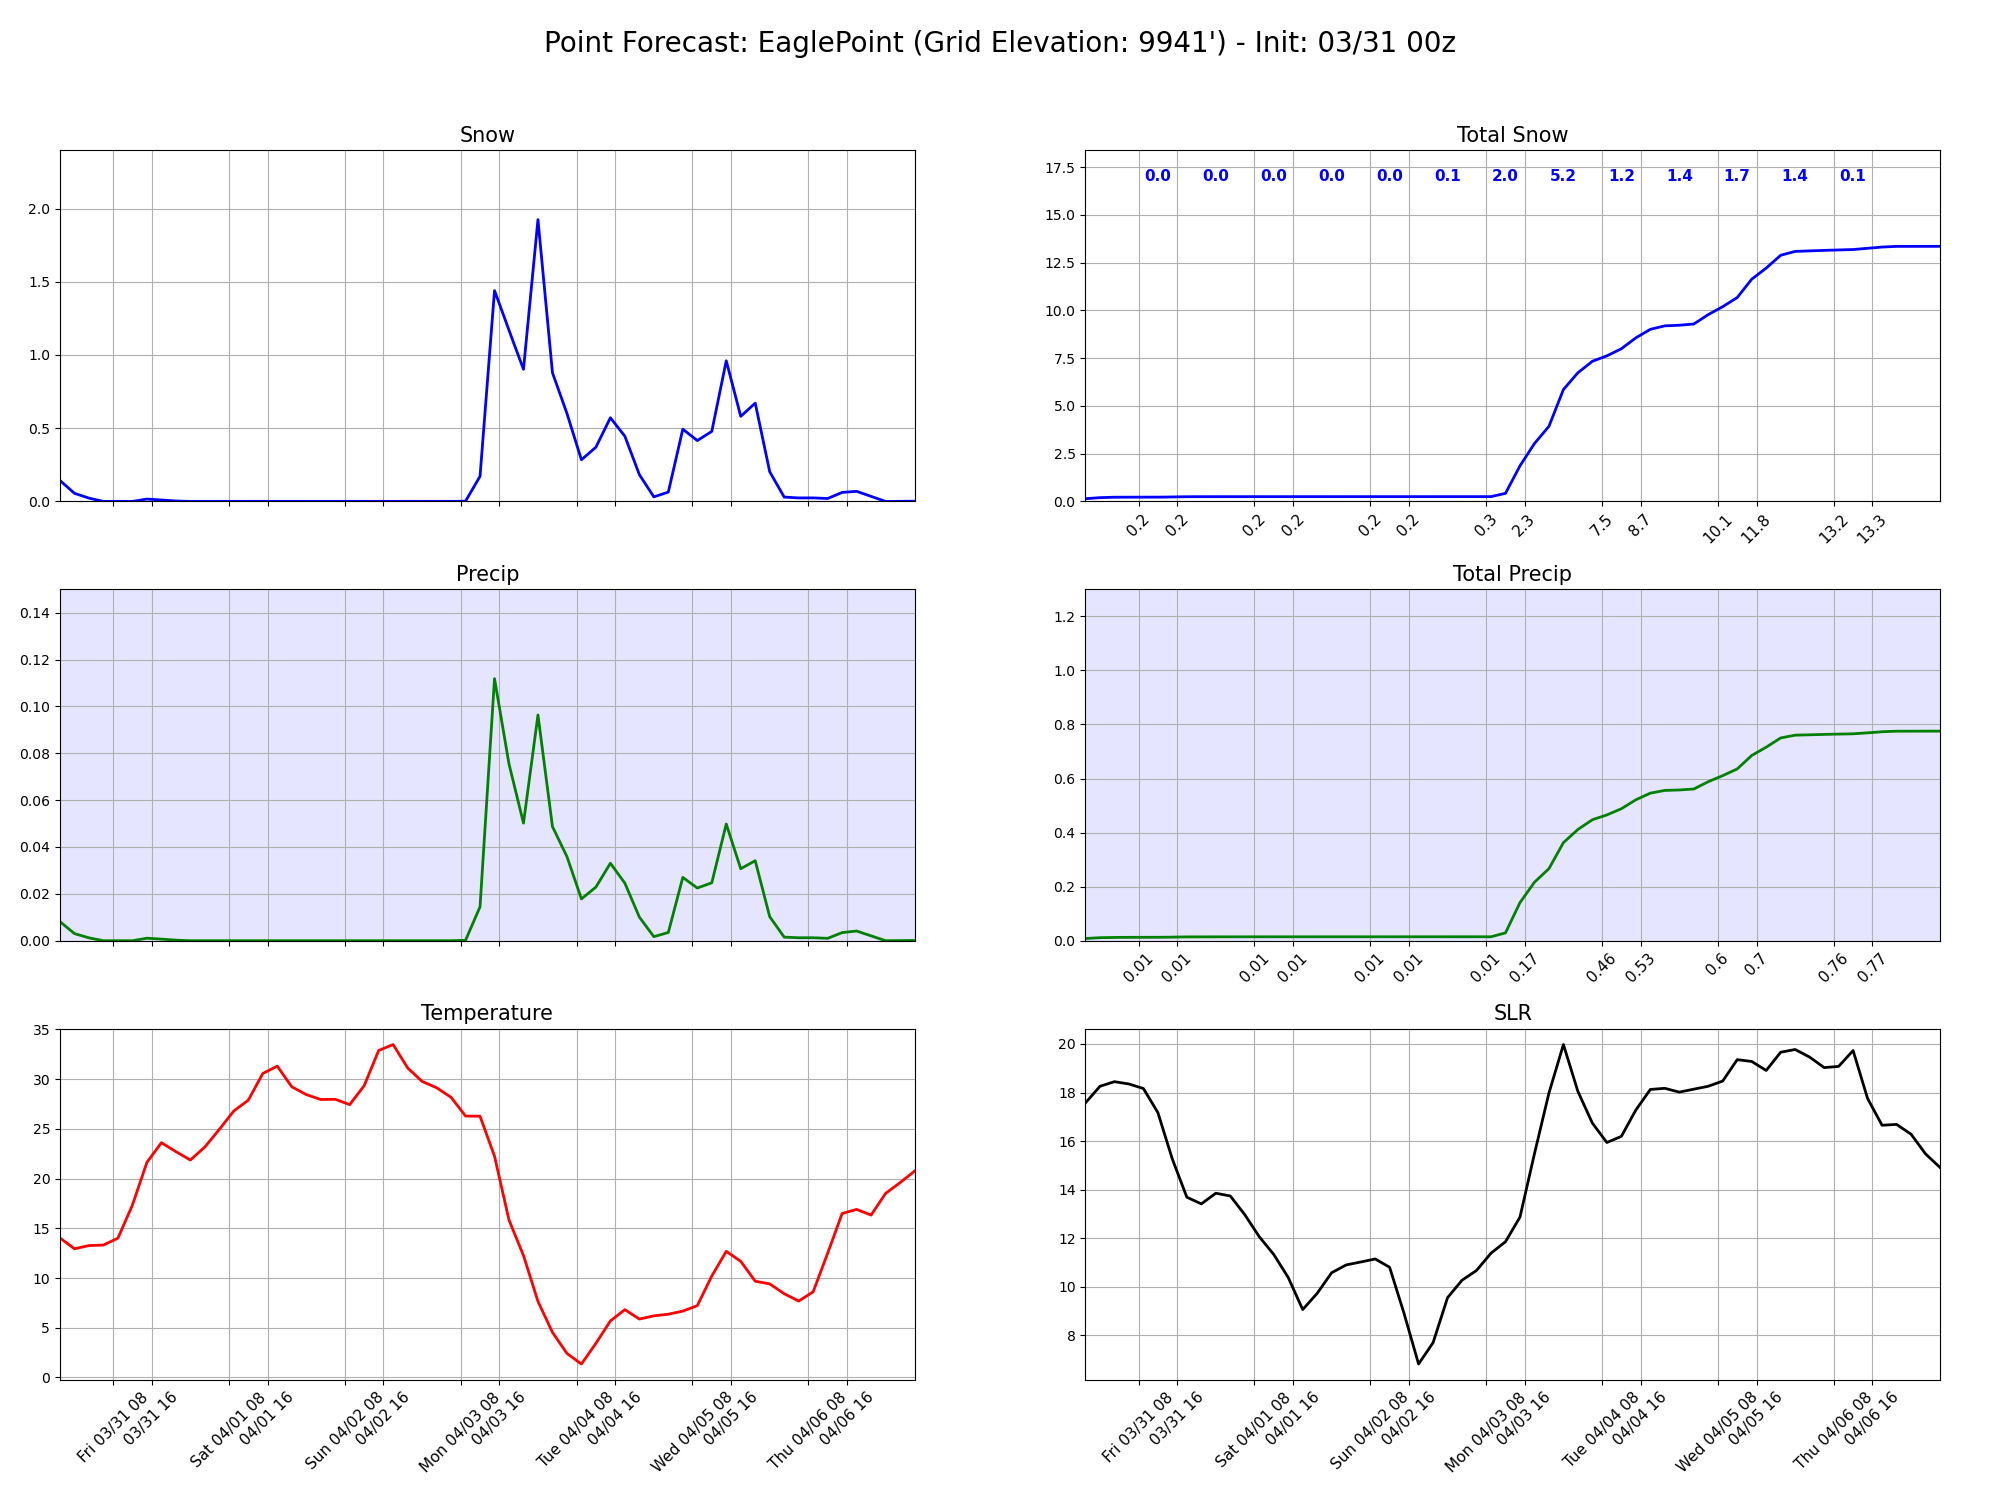 Point Forecast: EaglePoint (Grid Elevation: 9941') - Init: 03/31 00z
Snow
2.0
1.5
1.0
0.5
0.0
Total Snow
17.5
15.0
12.5
10.0
7.5
5.0
2.5
0.0
0.0 0.0 0.0 0.0 0.0 0.1 2.0 5.2 1.2 1.4 1.7 1.4 0.1
0.2 0.2 0.2 0.2 0.2 0.2 0.3 2.3 7.5 8.7 10.1 11.8 13.2 13.3
Precip
0.14
0.12
0.10
0.08
0.06
0.04
0.02
0.00
Total Precip
1.2
1.0
0.8
0.6
0.4
0.2
0.0
0.01 0.01 0.01 0.01 0.01 0.01 0.01 0.17 0.46 0.53 0.6 0.7 0.76 0.77
Temperature
35
30
25
20
15
10
5
0
Fri 03/31 08
03/31 16
Sat 04/01 08
04/01 16
Sun 04/02 08
04/02 16
Mon 04/03 08
04/03 16
Tue 04/04 08
04/04 16
Wed 04/05 08
04/05 16
Thu 04/06 08
04/06 16
SLR
20
18
16
14
12
10
8
Fri 03/31 08
03/31 16
Sat 04/01 08
04/01 16
Sun 04/02 08
04/02 16
Mon 04/03 08
04/03 16
Tue 04/04 08
04/04 16
Wed 04/05 08
04/05 16
Thu 04/06 08
04/06 16